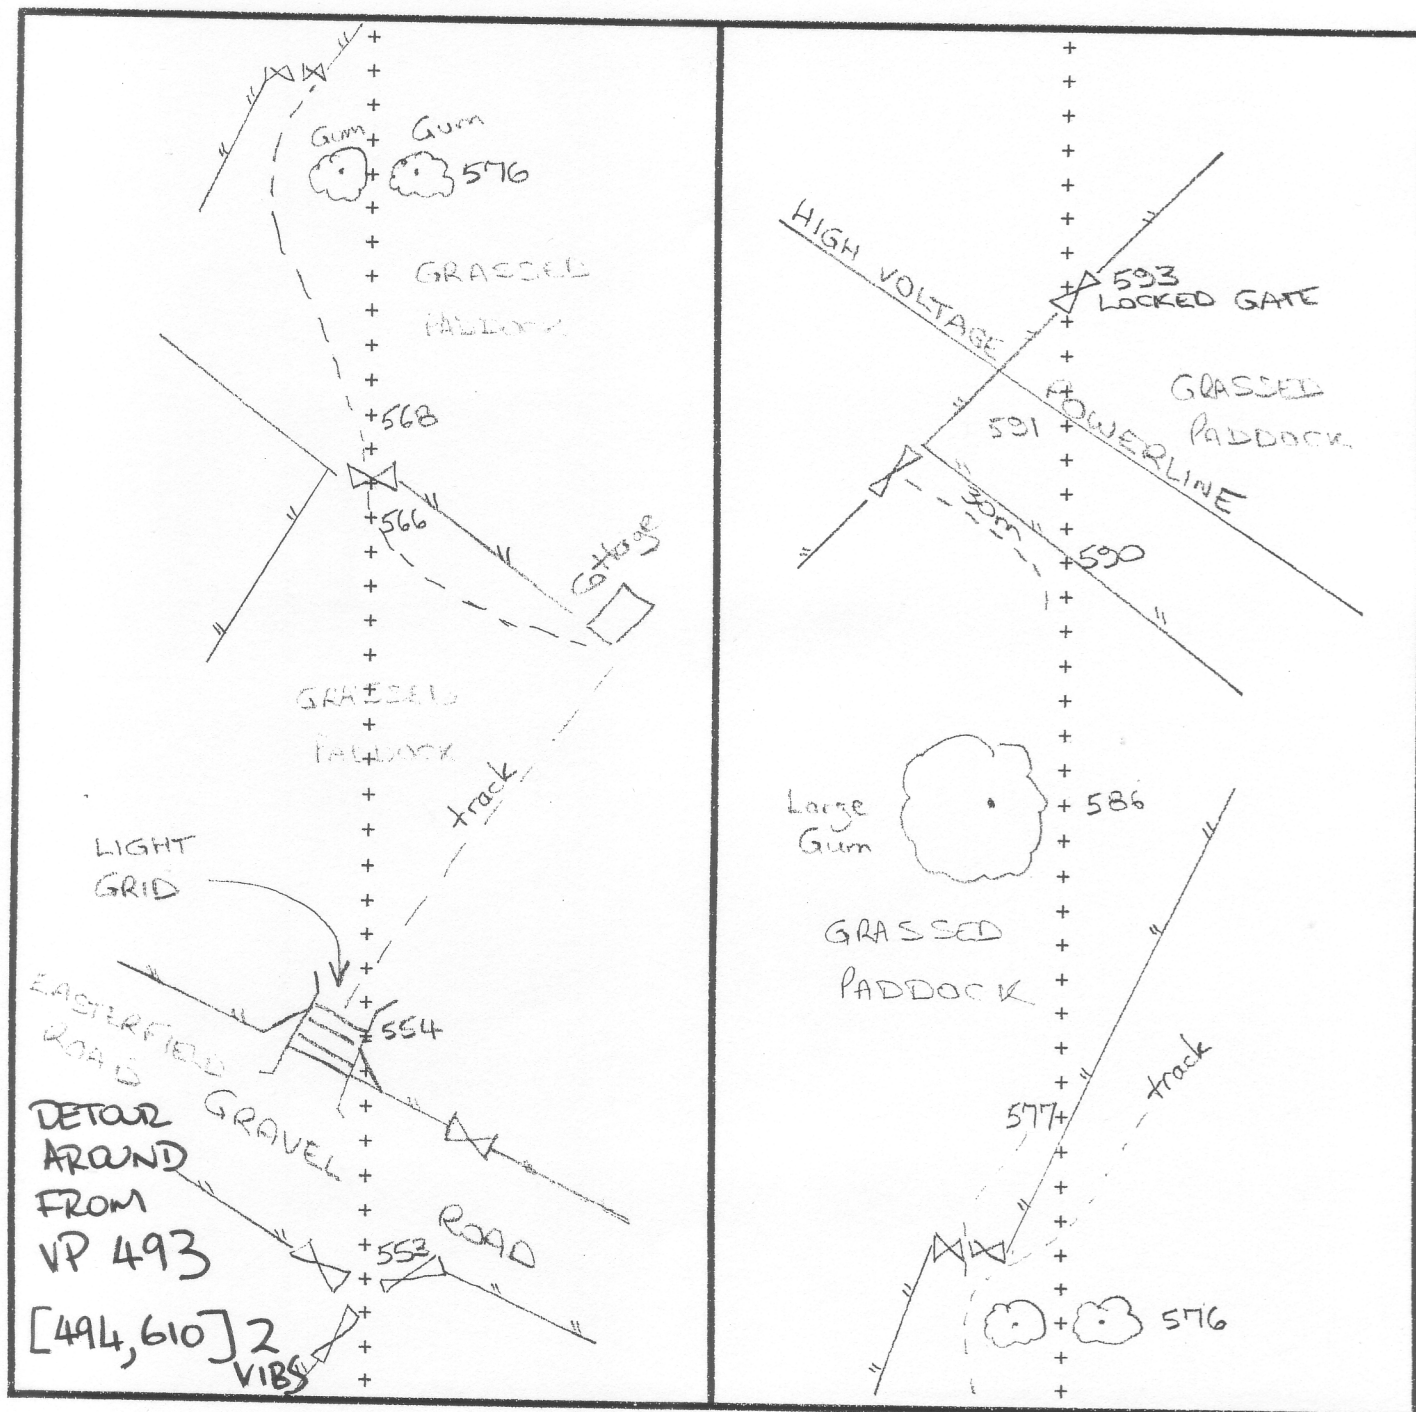 Gum Gum
576
GRASSED
PADDOCK
568
566
Cottage
GRASSED
PADDOCK
track
LIGHT
GRID
554
EASTERFIELD
ROAD
GRAVEL
ROAD
DETOUR
AROUND
FROM
VP 493
[494,610] 2
VIBS
553
593
LOCKED GATE
HIGH VOLTAGE POWERLINE
GRASSED
PADDOCK
591
30m
590
Large
Gum
586
GRASSED
PADDOCK
track
577
576